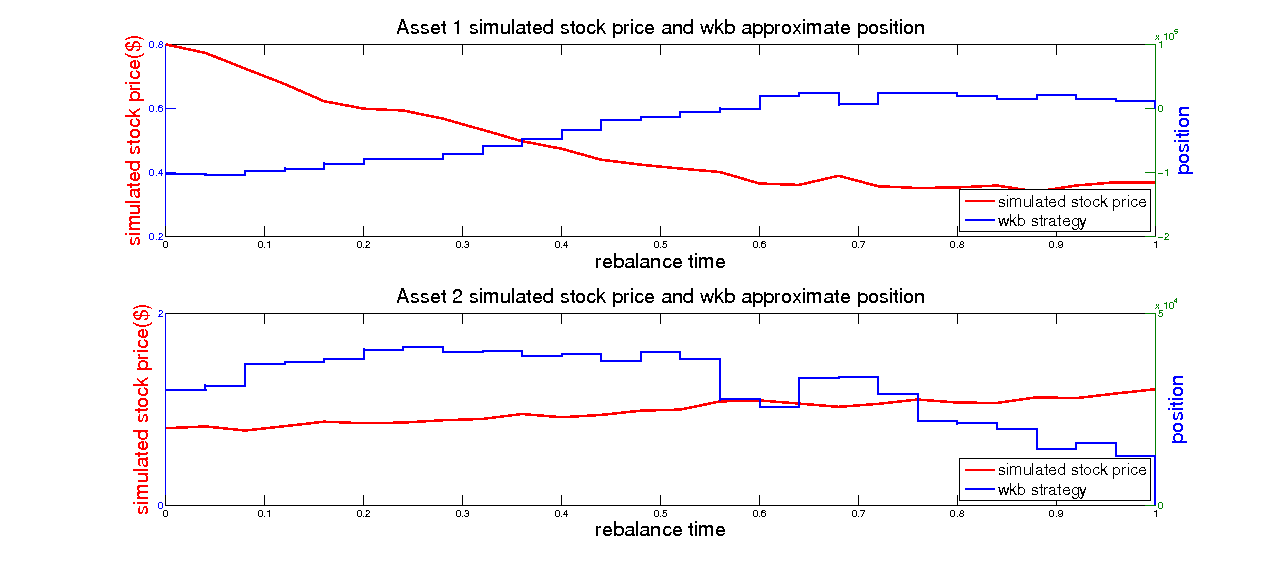 Asset 1 simulated stock price and wkb approximate position
x 10
1
0
-1
-2
position
0.8
0.6
0.4
0.2
simulated stock price($)
simulated stock price
wkb strategy
0 0.1 0.2 0.3 0.4 0.5 0.6 0.7 0.8 0.9 1
rebalance time
Asset 2 simulated stock price and wkb approximate position
x 10^4
5
0
position
2
0
simulated stock price($)
simulated stock price
wkb strategy
0 0.1 0.2 0.3 0.4 0.5 0.6 0.7 0.8 0.9 1
rebalance time